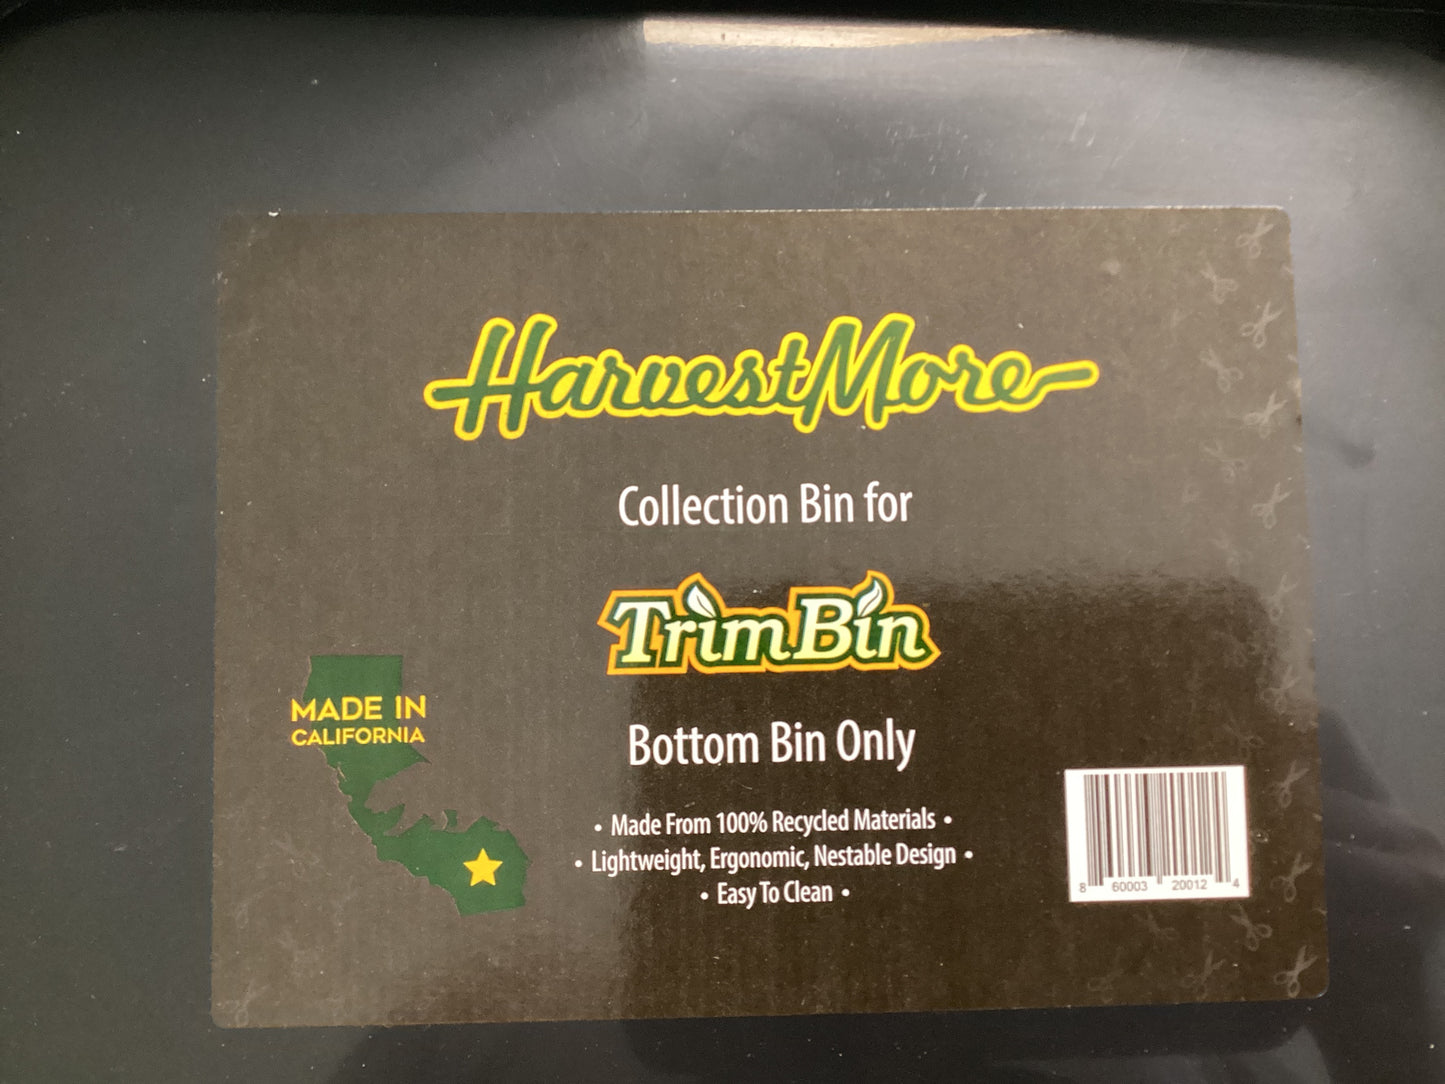 HarvestMore
Collection Bin for
TrimBin
Bottom Bin Only
MADE IN
CALIFORNIA
• Made From 100% Recycled Materials •
• Lightweight, Ergonomic, Nestable Design •
• Easy To Clean •
8 60003 20012 4